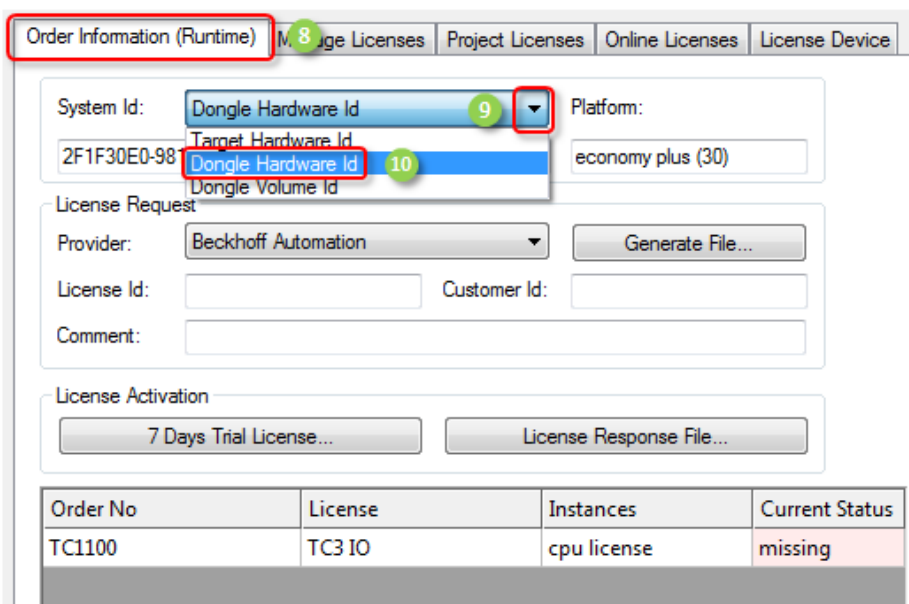 Order Information (Runtime) 8 Manage Licenses Project Licenses Online Licenses License Device
System Id: Dongle Hardware Id 9 Platform:
Target Hardware Id
2F1F30E0-981 Dongle Hardware Id 10 economy plus (30)
Dongle Volume Id
License Request
Provider: Beckhoff Automation Generate File...
License Id: Customer Id:
Comment:
License Activation
7 Days Trial License... License Response File...
Order No License Instances Current Status
TC1100 TC3 IO cpu license missing